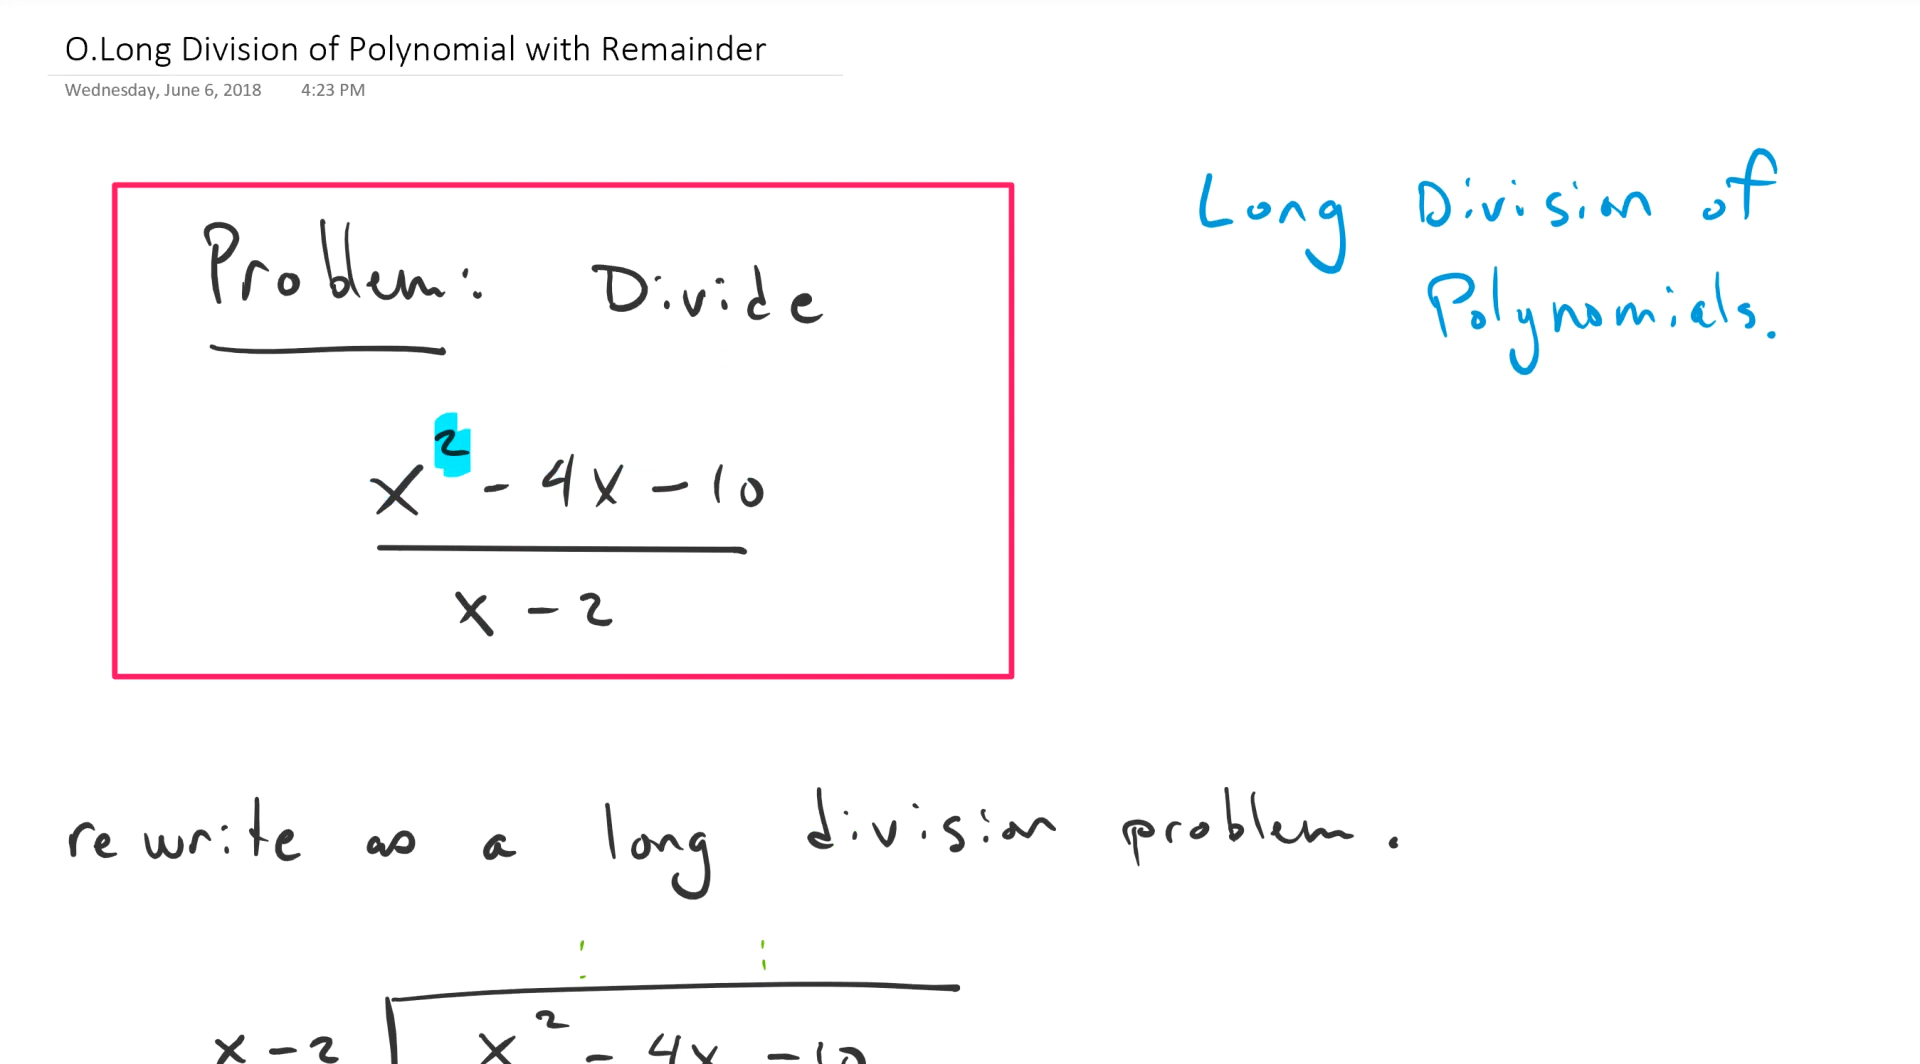 O.Long Division of Polynomial with Remainder
Wednesday, June 6, 2018 4:23 PM
Long Division of
Polynomials.
Problem: Divide
x² - 4x - 10
x - 2
rewrite as a long division problem.
x - 2 x² - 4x - 10